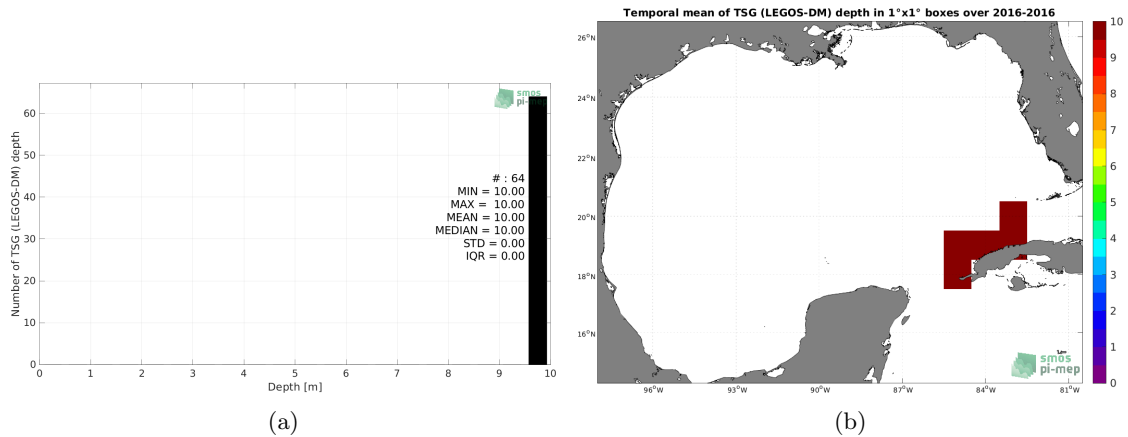 Temporal mean of TSG (LEGOS-DM) depth in 1°x1° boxes over 2016-2016
smos
pi-mep
# : 64
MIN = 10.00
MAX = 10.00
MEAN = 10.00
MEDIAN = 10.00
STD = 0.00
IQR = 0.00
Number of TSG (LEGOS-DM) depth
60
50
40
30
20
10
0
0 1 2 3 4 5 6 7 8 9 10
Depth [m]
(a)
26°N
24°N
22°N
20°N
18°N
16°N
96°W 93°W 90°W 87°W 84°W 81°W
smos
pi-mep
10
9
8
7
6
5
4
3
2
1
0
(b)